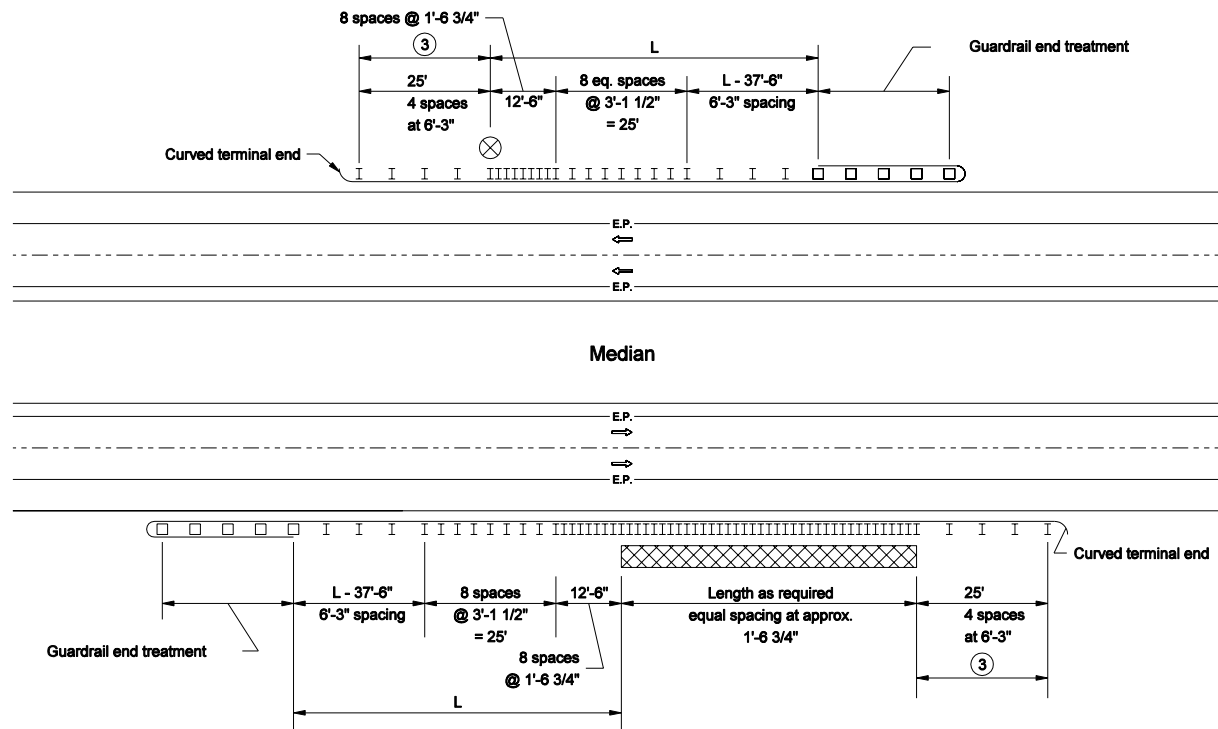 8 spaces @ 1'-6 3/4"
3
L
Guardrail end treatment
25'
4 spaces
at 6'-3"
12'-6"
8 eq. spaces
@ 3'-1 1/2"
= 25'
L - 37'-6"
6'-3" spacing
Curved terminal end
E.P.
E.P.
Median
E.P.
E.P.
Curved terminal end
L - 37'-6"
6'-3" spacing
8 spaces
@ 3'-1 1/2"
= 25'
12'-6"
Length as required
equal spacing at approx.
1'-6 3/4"
25'
4 spaces
at 6'-3"
Guardrail end treatment
8 spaces
@ 1'-6 3/4"
3
L